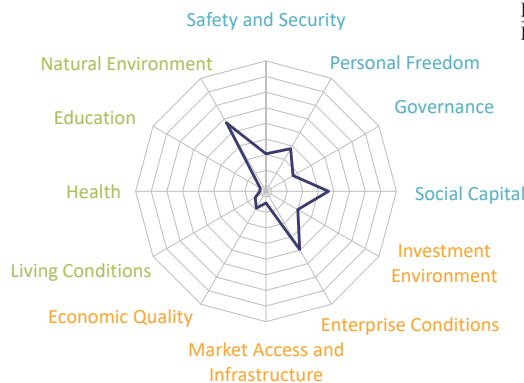 Safety and Security
Natural Environment
Personal Freedom
Education
Governance
Health
Social Capital
Investment
Environment
Living Conditions
Economic Quality
Enterprise Conditions
Market Access and
Infrastructure